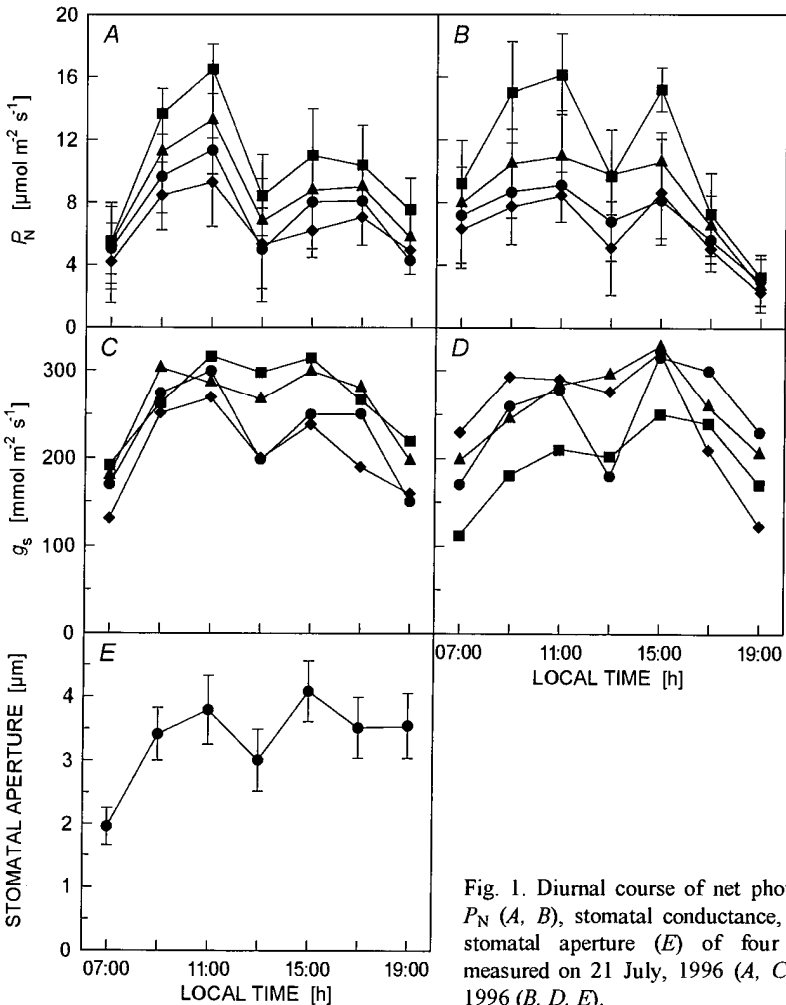 20
16
12
8
4
0
P_N [µmol m⁻² s⁻¹]
A
B
300
200
100
0
g_s [mmol m⁻² s⁻¹]
C
D
07:00 11:00 15:00 19:00
LOCAL TIME [h]
4
3
2
1
0
STOMATAL APERTURE [µm]
E
07:00 11:00 15:00 19:00
LOCAL TIME [h]
Fig. 1. Diurnal course of net phot
P_N (A, B), stomatal conductance,
stomatal aperture (E) of four
measured on 21 July, 1996 (A, C
1996 (B, D, E).